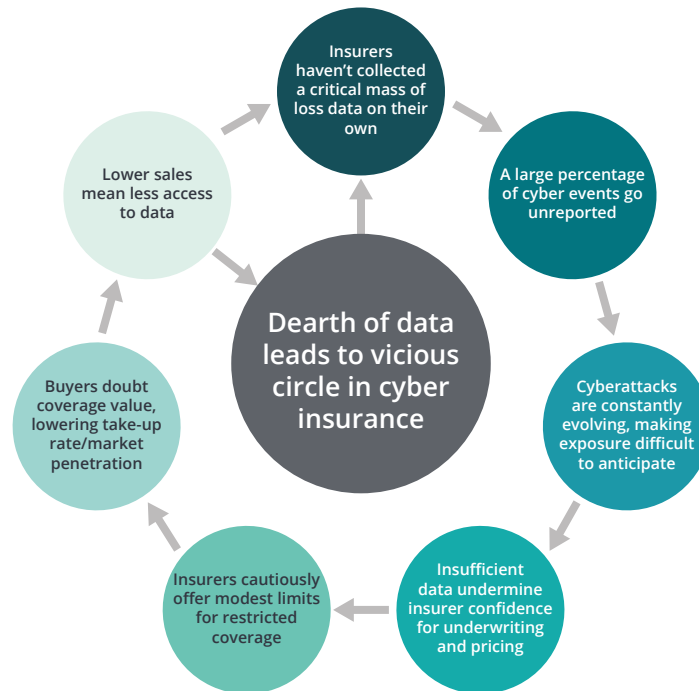 Insurers
haven't collected
a critical mass of
loss data on their
own
A large percentage
of cyber events go
unreported
Cyberattacks
are constantly
evolving, making
exposure difficult
to anticipate
Insufficient
data undermine
insurer confidence
for underwriting
and pricing
Insurers cautiously
offer modest limits
for restricted
coverage
Buyers doubt
coverage value,
lowering take-up
rate/market
penetration
Lower sales
mean less access
to data
Dearth of data
leads to vicious
circle in cyber
insurance